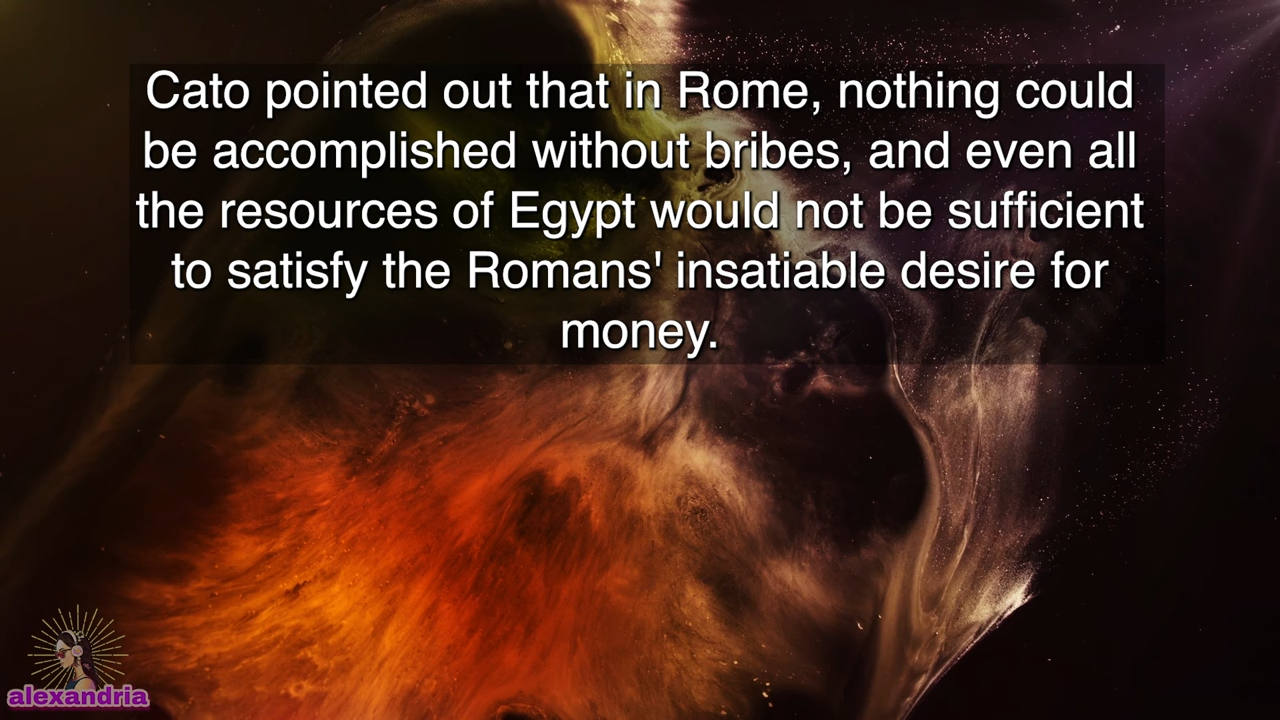 Cato pointed out that in Rome, nothing could
be accomplished without bribes, and even all
the resources of Egypt would not be sufficient
to satisfy the Romans' insatiable desire for
money.
alexandria